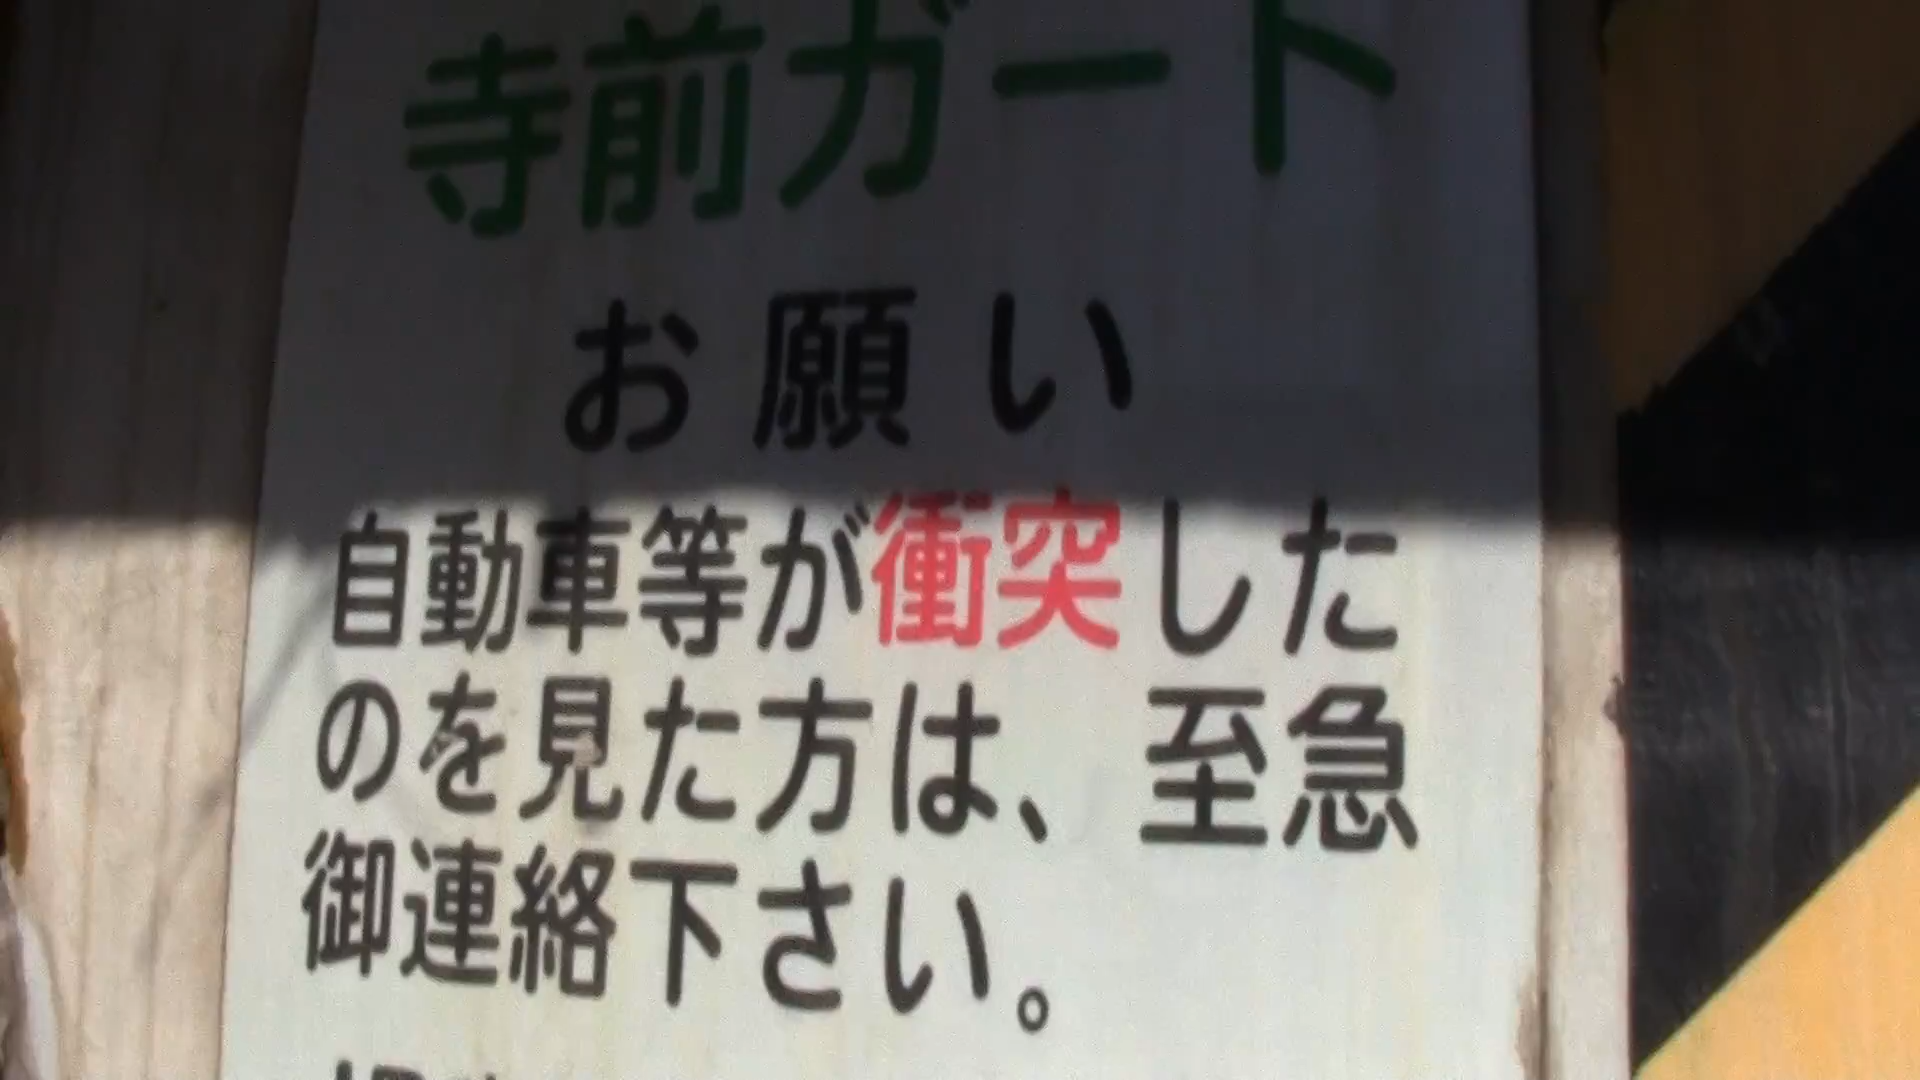 寺前ガード
お願い
自動車等が衝突した
のを見た方は、至急
御連絡下さい。